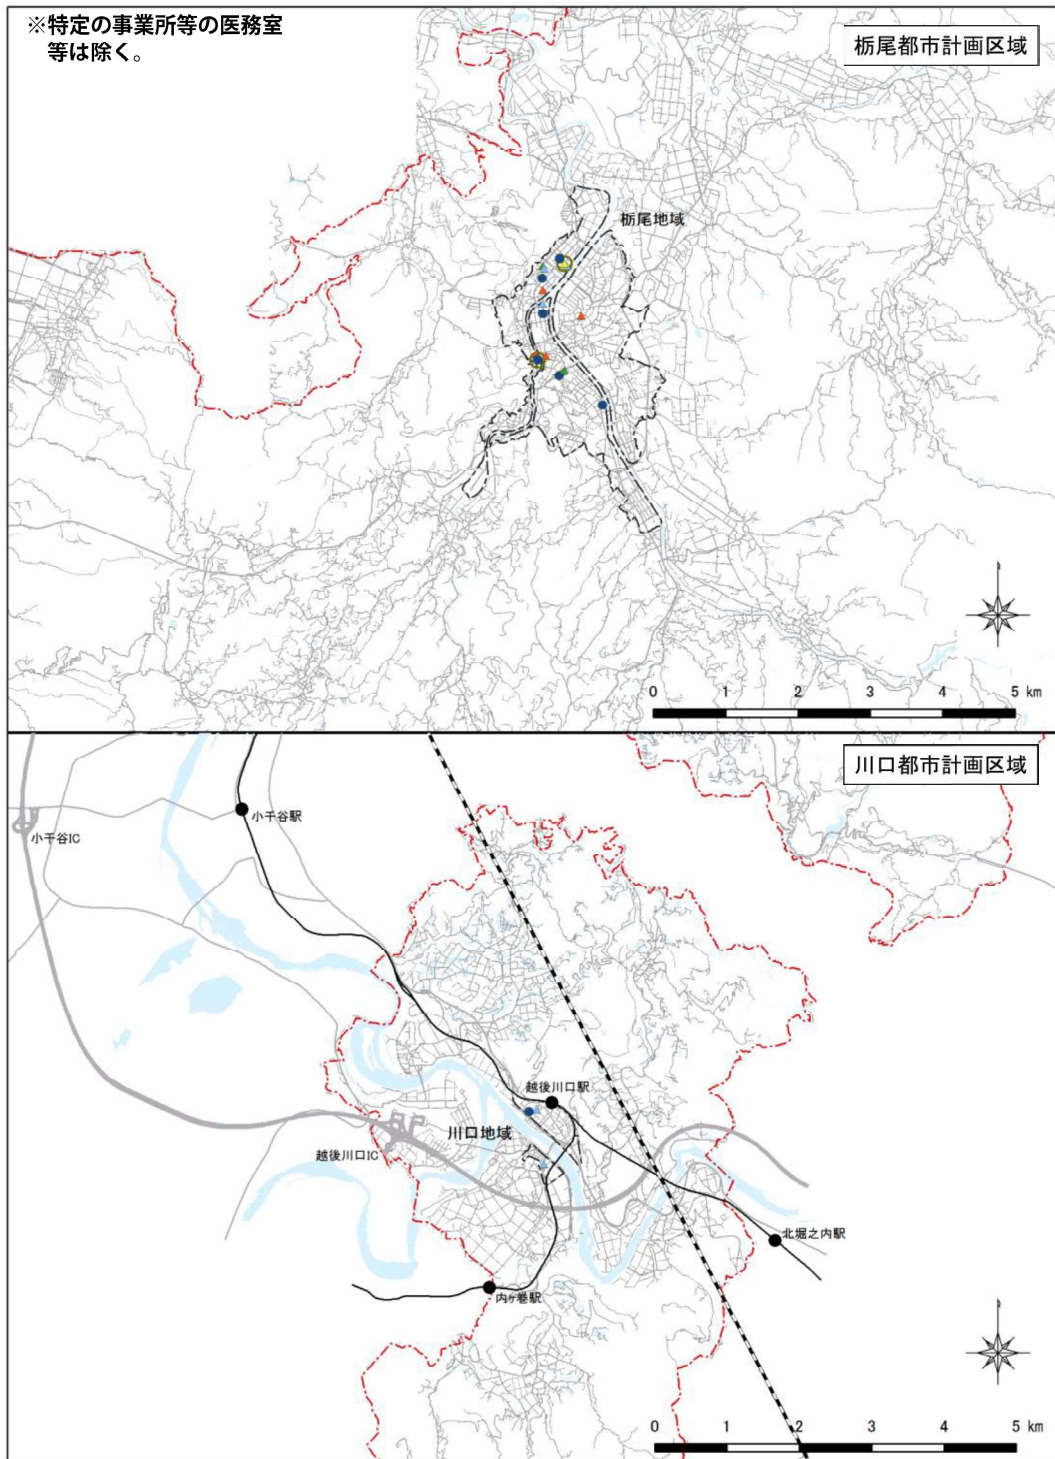 ※特定の事業所等の医務室
等は除く。
栃尾都市計画区域
栃尾地域
0 1 2 3 4 5 km
川口都市計画区域
小千谷駅
小千谷IC
越後川口駅
川口地域
越後川口IC
北堀之内駅
内ヶ巻駅
0 1 2 3 4 5 km